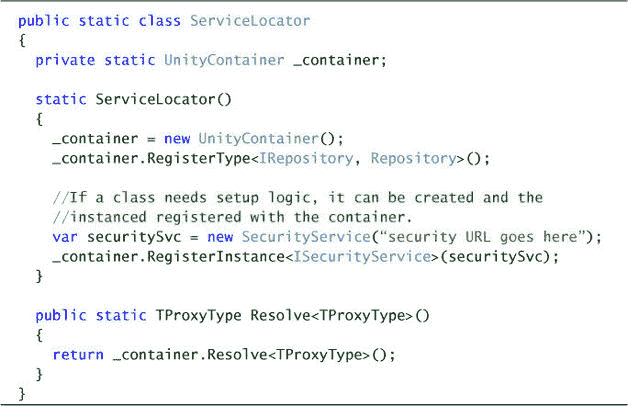 public static class ServiceLocator
{
private static UnityContainer _container;
static ServiceLocator()
{
_container = new UnityContainer();
_container.RegisterType<IRepository, Repository>();
//If a class needs setup logic, it can be created and the
//instanced registered with the container.
var securitySvc = new SecurityService(“security URL goes here”);
_container.RegisterInstance<ISecurityService>(securitySvc);
}
public static TProxyType Resolve<TProxyType>()
{
return _container.Resolve<TProxyType>();
}
}